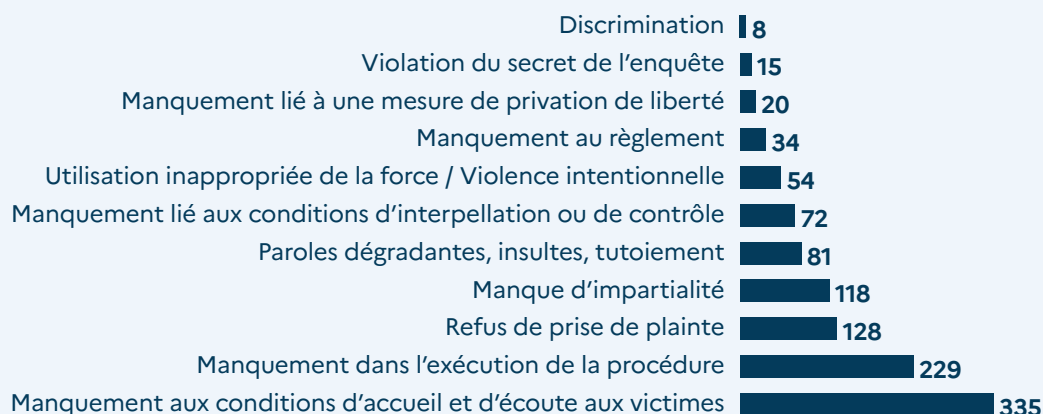 Discrimination 8
Violation du secret de l’enquête 15
Manquement lié à une mesure de privation de liberté 20
Manquement au règlement 34
Utilisation inappropriée de la force / Violence intentionnelle 54
Manquement lié aux conditions d’interpellation ou de contrôle 72
Paroles dégradantes, insultes, tutoiement 81
Manque d’impartialité 118
Refus de prise de plainte 128
Manquement dans l’exécution de la procédure 229
Manquement aux conditions d’accueil et d’écoute aux victimes 335